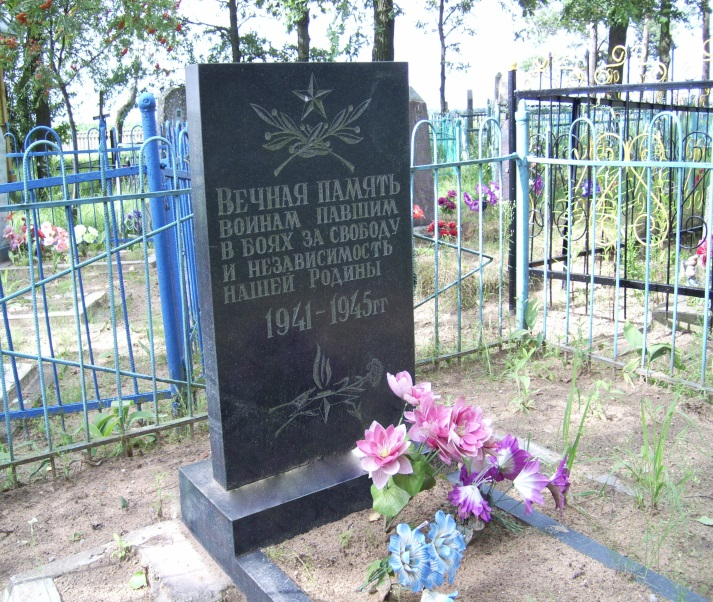 Вечная память
воинам павшим
в боях за свободу
и независимость
нашей Родины
1941-1945гг